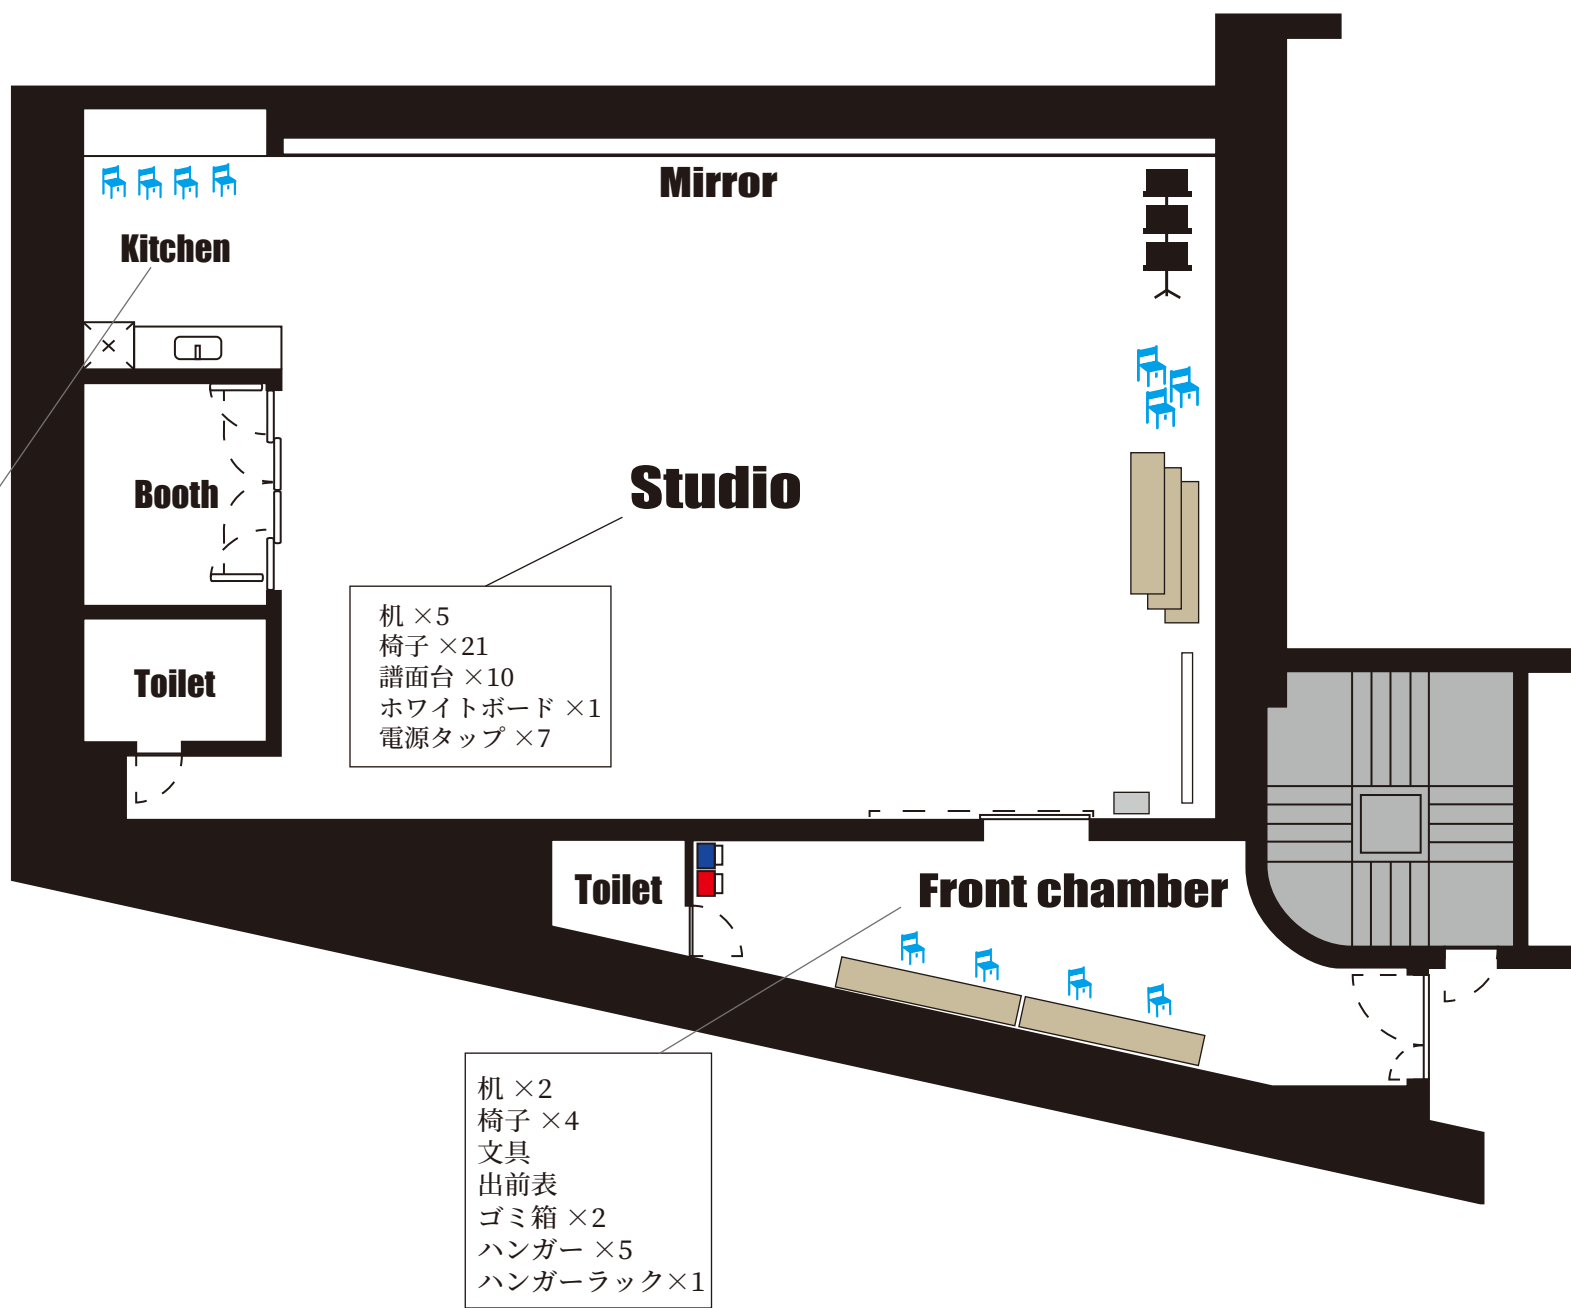 Mirror
Kitchen
Studio
Booth
机 ×5
椅子 ×21
譜面台 ×10
ホワイトボード ×1
電源タップ ×7
Toilet
Toilet
Front chamber
机 ×2
椅子 ×4
文具
出前表
ゴミ箱 ×2
ハンガー ×5
ハンガーラック×1